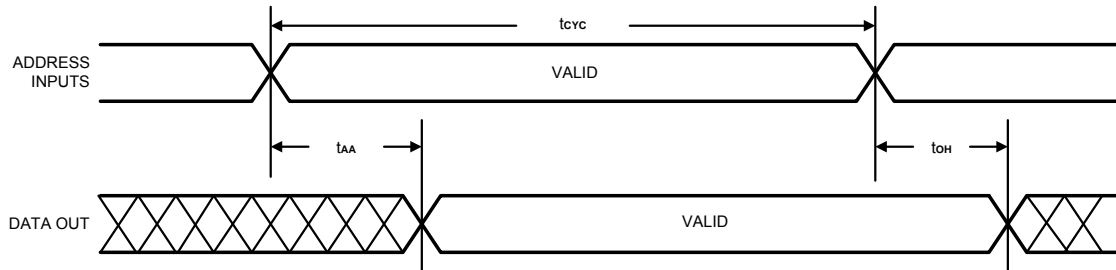 tCYC
ADDRESS
INPUTS
VALID
tAA
tOH
DATA OUT
VALID